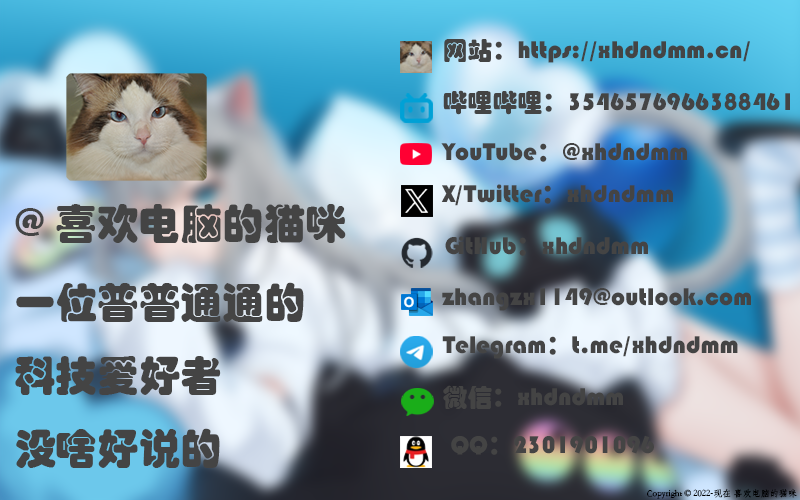 @ 喜欢电脑的猫咪
一位普普通通的
科技爱好者
没啥好说的
网站：https://xhdndmm.cn/
哔哩哔哩：3546576966388461
YouTube：@xhdndmm
X/Twitter：xhdndmm
GitHub：xhdndmm
zhangzx1149@outlook.com
Telegram：t.me/xhdndmm
微信：xhdndmm
QQ：2301901096
Copyright © 2022-现在 喜欢电脑的猫咪